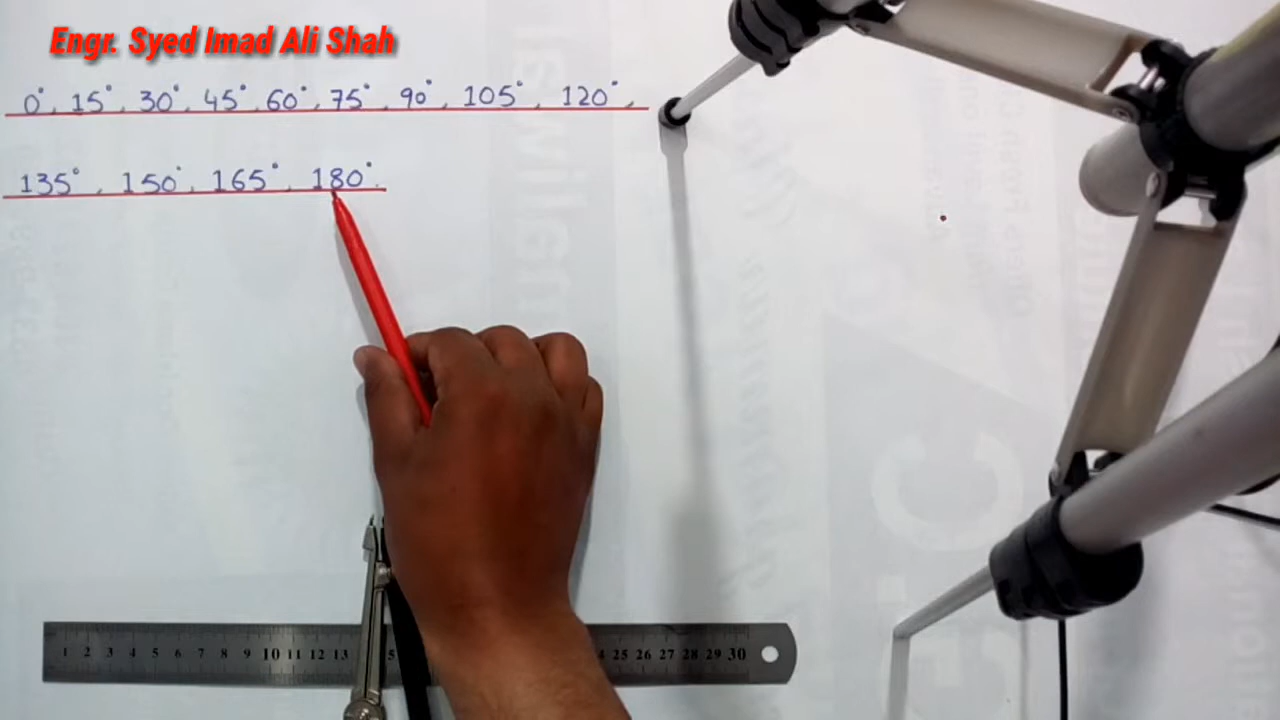 Engr. Syed Imad Ali Shah
0°, 15°, 30°, 45°, 60°, 75°, 90°, 105°, 120°,
135°, 150°, 165°, 180°.
1 2 3 4 5 6 7 8 9 10 11 12 13 5 25 26 27 28 29 30